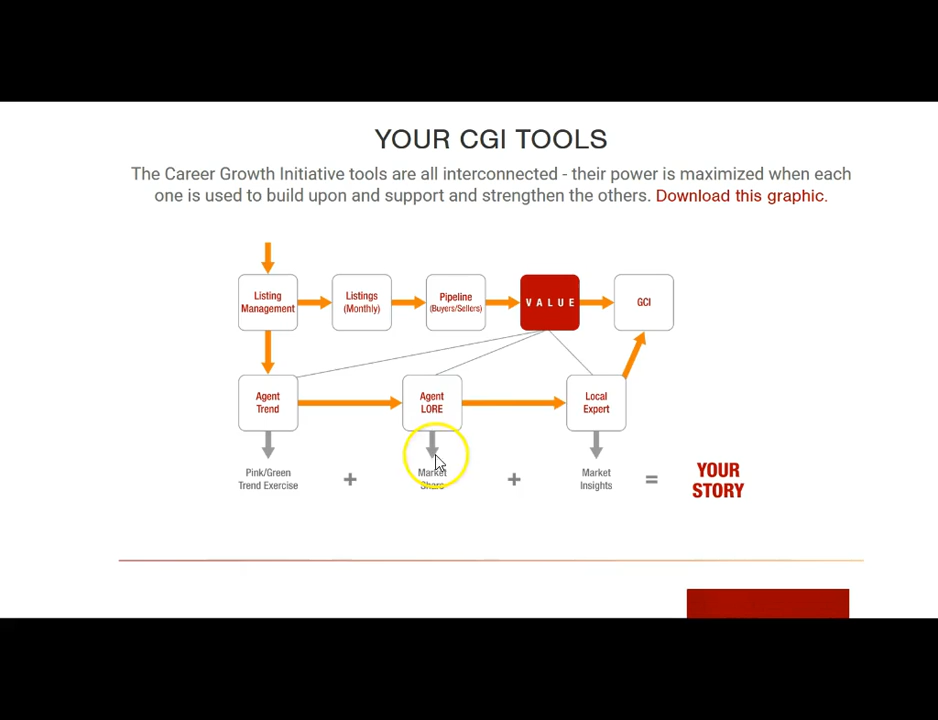 YOUR CGI TOOLS
The Career Growth Initiative tools are all interconnected - their power is maximized when each
one is used to build upon and support and strengthen the others. Download this graphic.
Listing
Management
Listings
(Monthly)
Pipeline
(Buyers/Sellers)
VALUE
GCI
Agent
Trend
Agent
LORE
Local
Expert
Pink/Green
Trend Exercise
+
Market
Share
+
Market
Insights
=
YOUR
STORY